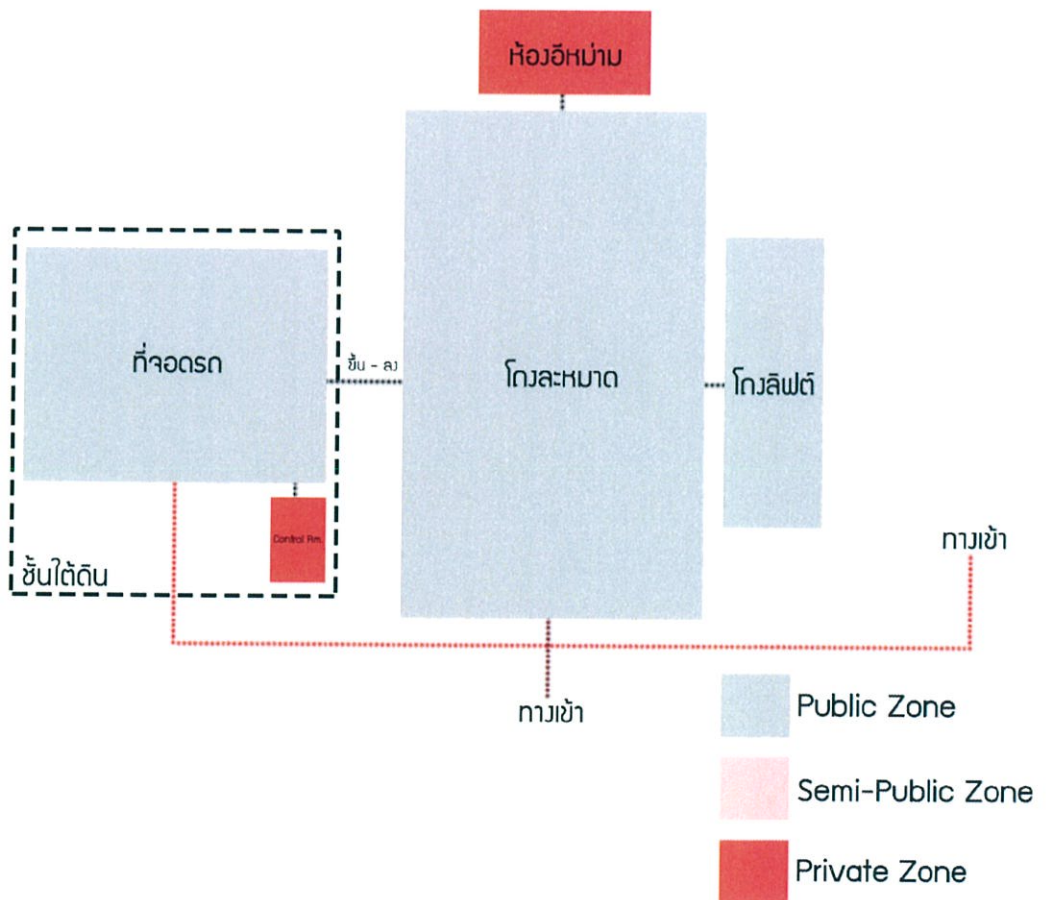 ห้องอีหม่าม
ที่จอดรถ
ขึ้น - ลง
โถงละหมาด
โถงลิฟต์
Control Rm.
ชั้นใต้ดิน
ทางเข้า
ทางเข้า
Public Zone
Semi-Public Zone
Private Zone